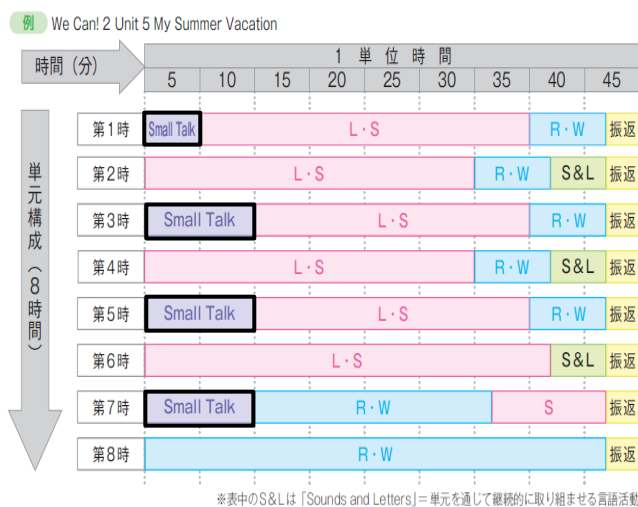 例 We Can! 2 Unit 5 My Summer Vacation
時間（分） 1単位時間
5 10 15 20 25 30 35 40 45
単元構成（8時間）
第1時 Small Talk L・S R・W 振返
第2時 L・S R・W S&L 振返
第3時 Small Talk L・S R・W 振返
第4時 L・S R・W S&L 振返
第5時 Small Talk L・S R・W 振返
第6時 L・S S&L 振返
第7時 Small Talk R・W S 振返
第8時 R・W 振返
※表中のS&Lは「Sounds and Letters」＝単元を通じて継続的に取り組ませる言語活動